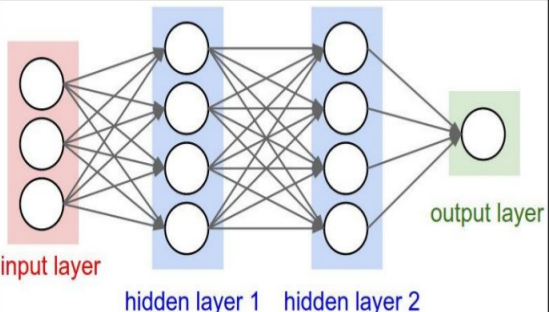 input layer
hidden layer 1
hidden layer 2
output layer